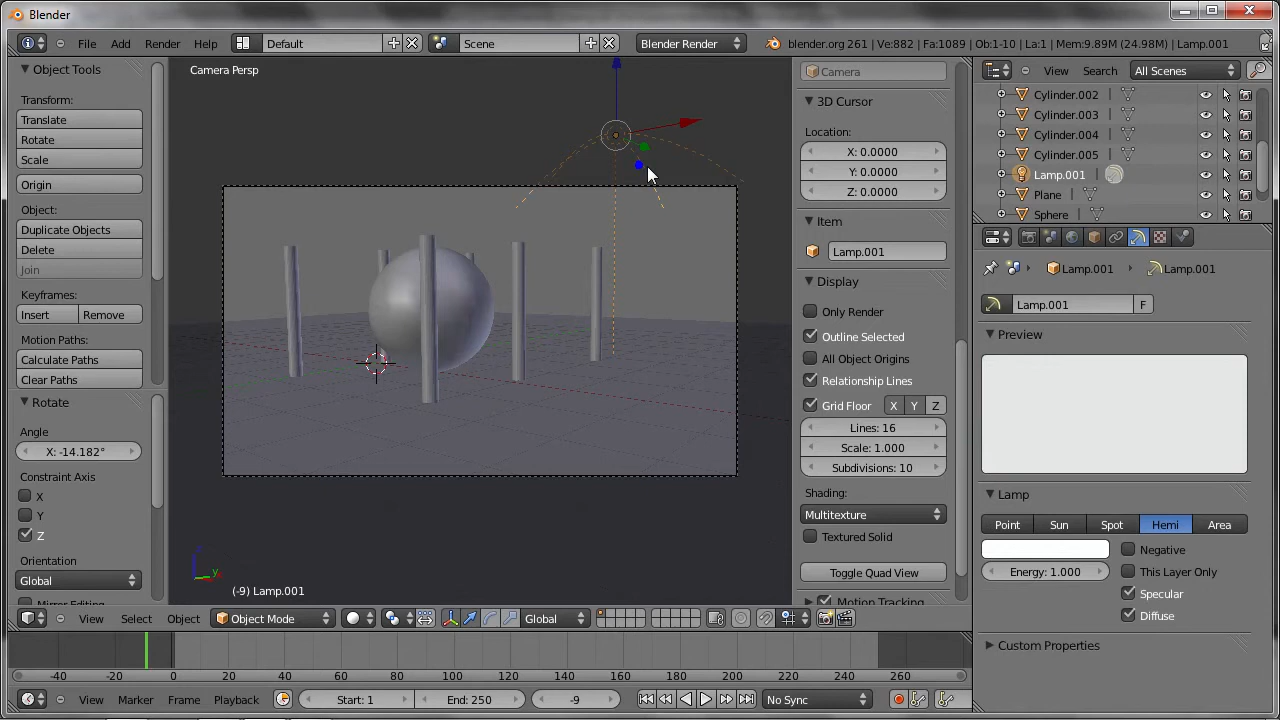 Blender
File Add Render Help Default Scene Blender Render blender.org 261 | Ve:882 | Fa:1089 | Ob:1-10 | La:1 | Mem:9.89M (24.98M) | Lamp.001
Object Tools
Transform:
Translate
Rotate
Scale
Origin
Object:
Duplicate Objects
Delete
Join
Keyframes:
Insert Remove
Motion Paths:
Calculate Paths
Clear Paths
Rotate
Angle
X: -14.182°
Constraint Axis
X
Y
Z
Orientation
Global
Camera Persp
y
(-9) Lamp.001
Camera
3D Cursor
Location:
X: 0.0000
Y: 0.0000
Z: 0.0000
Item
Lamp.001
Display
Only Render
Outline Selected
All Object Origins
Relationship Lines
Grid Floor X Y Z
Lines: 16
Scale: 1.000
Subdivisions: 10
Shading:
Multitexture
Textured Solid
Toggle Quad View
Motion Tracking
View Search All Scenes
Cylinder.002
Cylinder.003
Cylinder.004
Cylinder.005
Lamp.001
Plane
Sphere
Lamp.001 Lamp.001
Lamp.001 F
Preview
Lamp
Point Sun Spot Hemi Area
Negative
Energy: 1.000 This Layer Only
Specular
Diffuse
Custom Properties
View Select Object Object Mode Global
-40 -20 0 20 40 60 80 100 120 140 160 180 200 220 240 260
View Marker Frame Playback Start: 1 End: 250 -9 No Sync